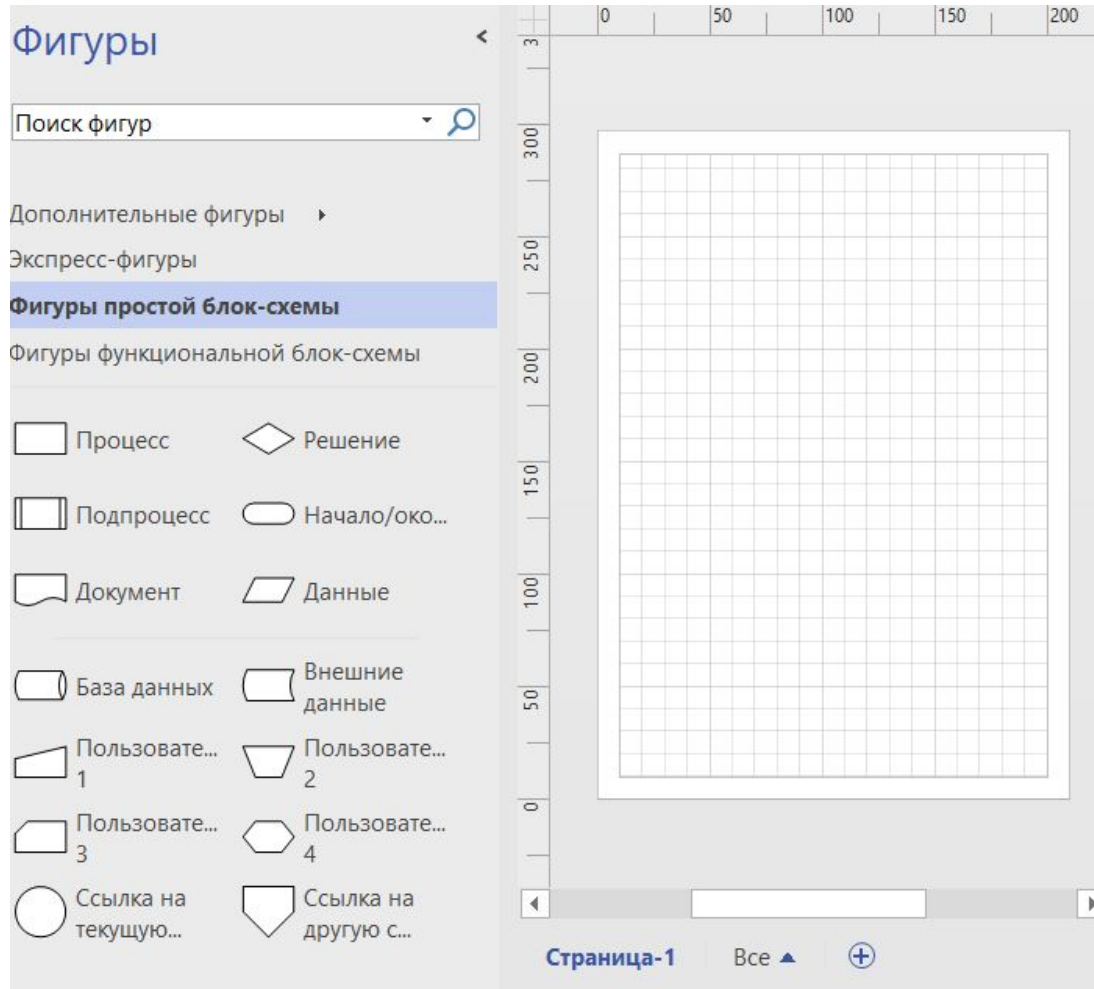 Фигуры
Поиск фигур
Дополнительные фигуры
Экспресс-фигуры
Фигуры простой блок-схемы
Фигуры функциональной блок-схемы
Процесс
Решение
Подпроцесс
Начало/око...
Документ
Данные
База данных
Внешние
данные
Пользовате...
1
Пользовате...
2
Пользовате...
3
Пользовате...
4
Ссылка на
текущую...
Ссылка на
другую с...
0 50 100 150 200
3
300
250
200
150
100
50
0
Страница-1 Все